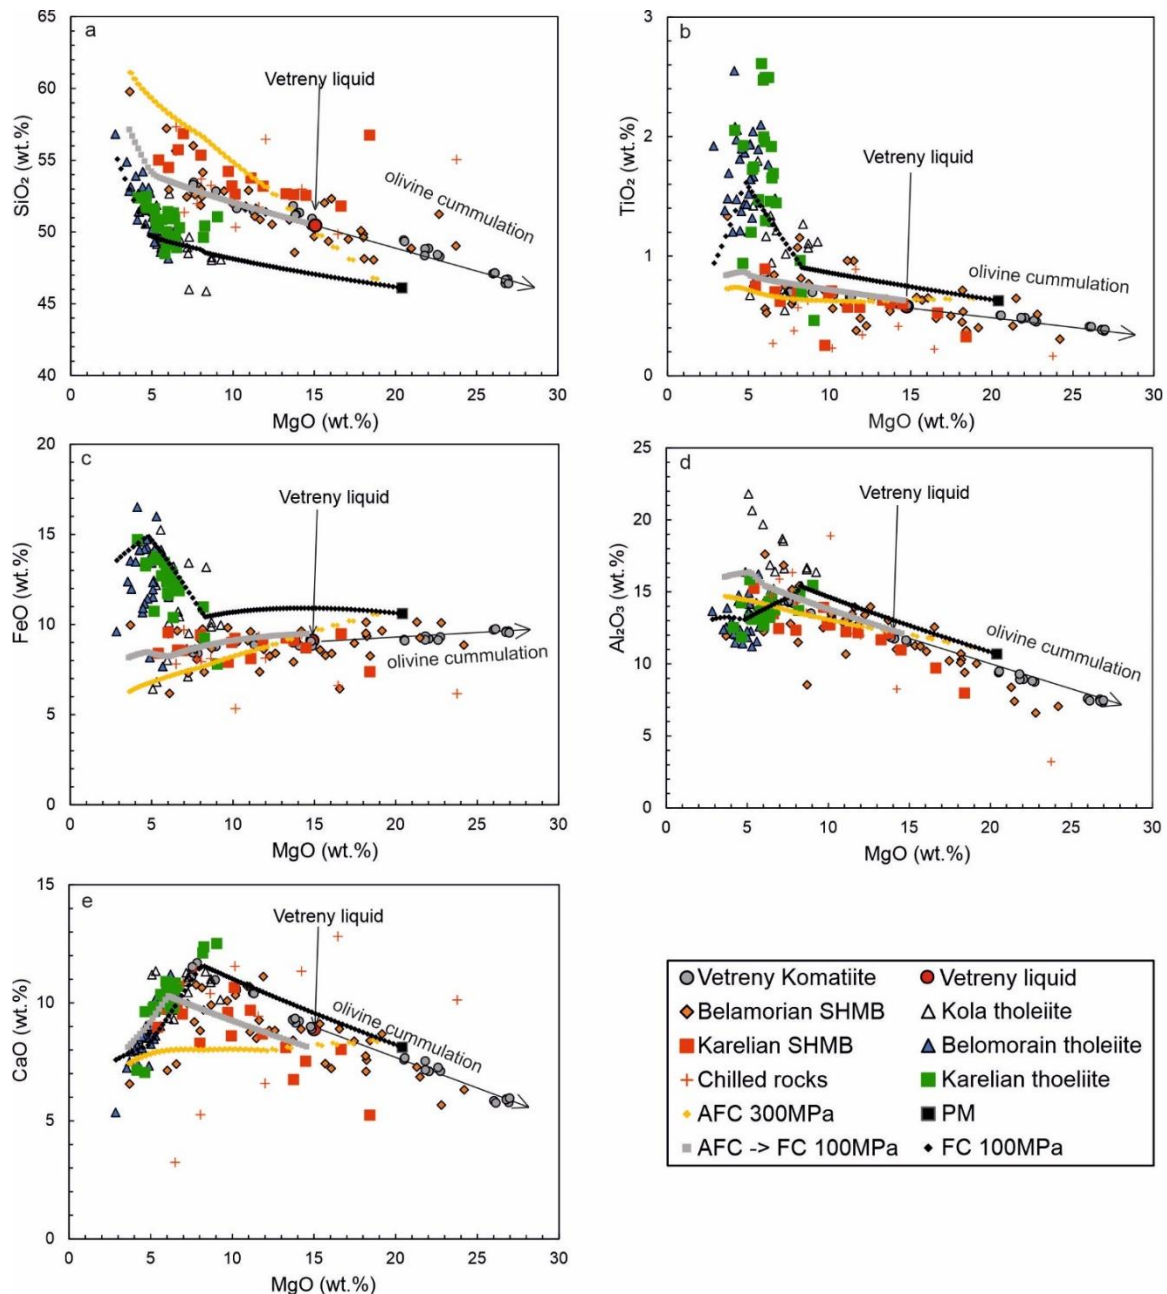 a
Vetreny liquid
olivine cummulation
SiO₂ (wt.%)
65
60
55
50
45
40
0 5 10 15 20 25 30
MgO (wt.%)
b
Vetreny liquid
olivine cummulation
TiO₂ (wt.%)
3
2
1
0
0 5 10 15 20 25 30
MgO (wt.%)
c
Vetreny liquid
olivine cummulation
FeO (wt.%)
20
15
10
5
0
0 5 10 15 20 25 30
MgO (wt.%)
d
Vetreny liquid
olivine cummulation
Al₂O₃ (wt.%)
25
20
15
10
5
0
0 5 10 15 20 25 30
MgO (wt.%)
e
Vetreny liquid
olivine cummulation
CaO (wt.%)
15
10
5
0
0 5 10 15 20 25 30
MgO (wt.%)
Vetreny Komatiite
Vetreny liquid
Belamorian SHMB
Kola tholeiite
Karelian SHMB
Belomorain tholeiite
Chilled rocks
Karelian thoeliite
AFC 300MPa
PM
AFC -> FC 100MPa
FC 100MPa